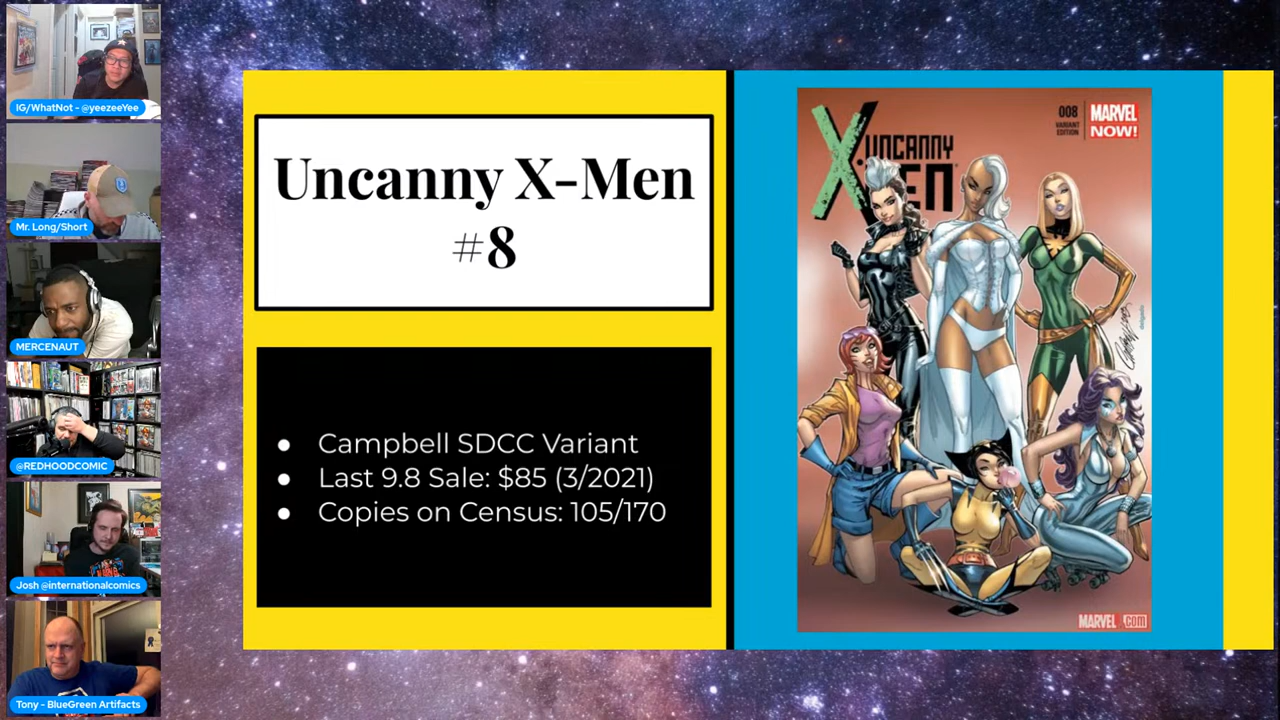 IG/WhatNot - @yeezeeYee
Mr. Long/Short
MERCENAUT
@REDHOODCOMIC
Josh @internationalcomics
Tony - BlueGreen Artifacts
Uncanny X-Men
#8
● Campbell SDCC Variant
● Last 9.8 Sale: $85 (3/2021)
● Copies on Census: 105/170
008
VARIANT
EDITION
MARVEL
NOW!
UNCANNY
X-MEN
MARVEL.com